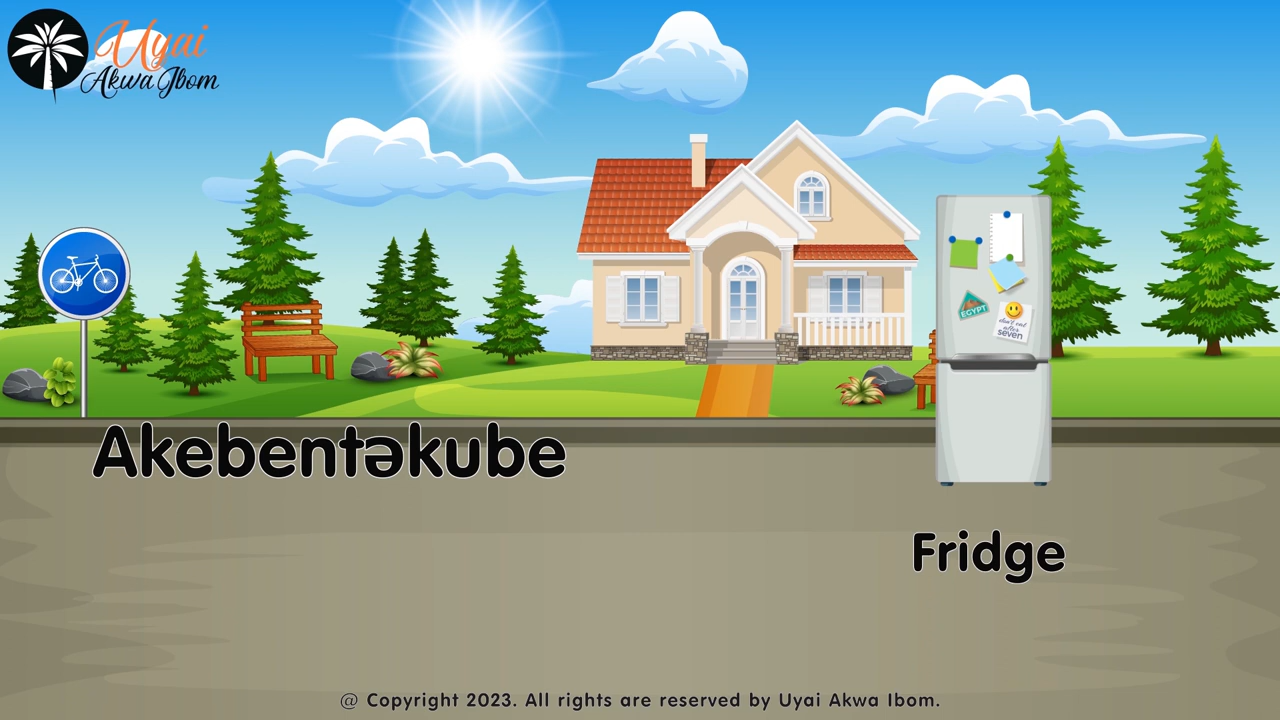 Uyai
Akwa Ibom
EGYPT
don't eat
after
seven
Akebentəkube
Fridge
@ Copyright 2023. All rights are reserved by Uyai Akwa Ibom.